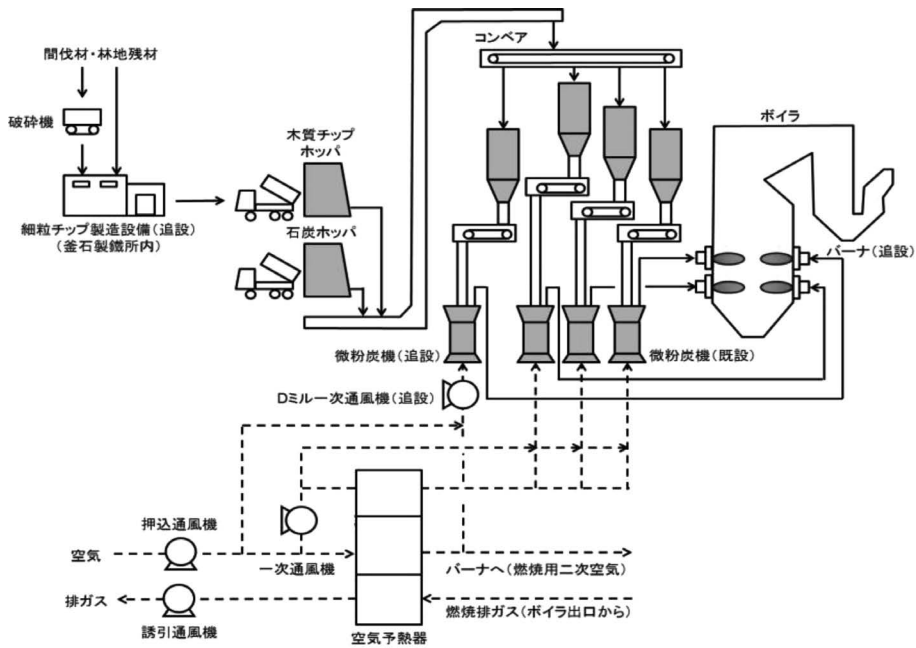 間伐材・林地残材
破砕機
細粒チップ製造設備(追設)
(釜石製鐵所内)
木質チップ
ホッパ
石炭ホッパ
コンベア
ボイラ
バーナ(追設)
微粉炭機(追設)
微粉炭機(既設)
Dミル一次通風機(追設)
押込通風機
空気
一次通風機
バーナへ(燃焼用二次空気)
排ガス
燃焼排ガス(ボイラ出口から)
誘引通風機
空気予熱器